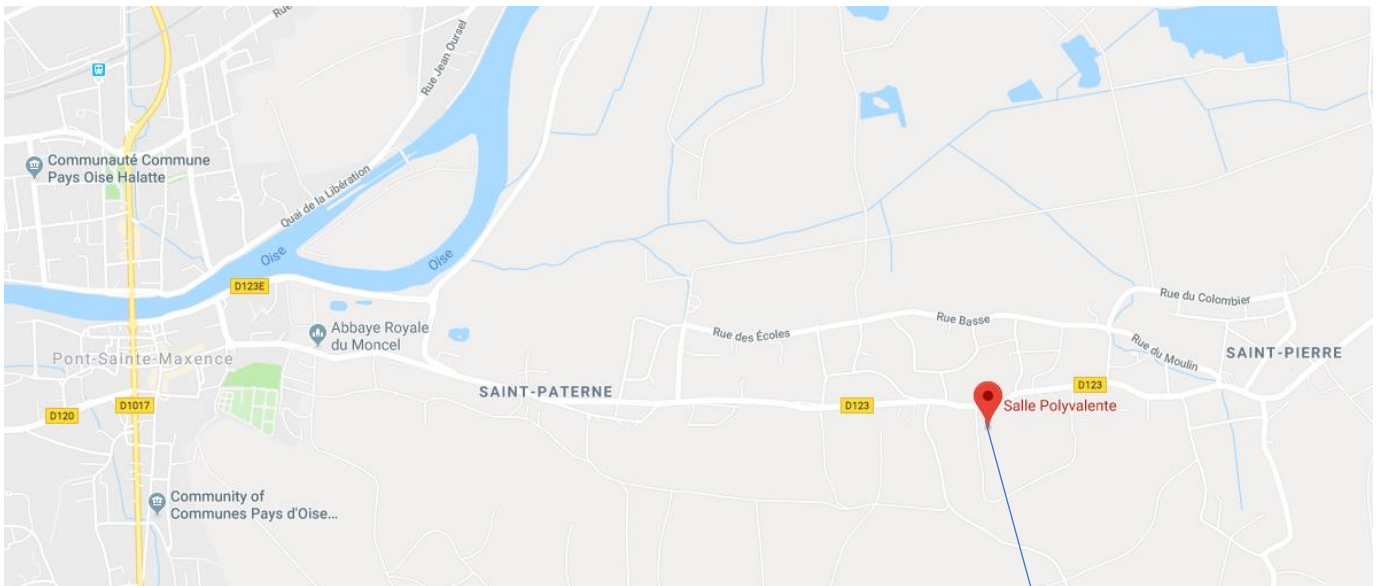 Rue
Rue Jean Oursel
Communauté Commune
Pays Oise Halatte
Quai de la Libération
Oise
Oise
D123E
Rue du Colombier
Abbaye Royale
du Moncel
Rue des Écoles
Rue Basse
Rue du Moulin
Pont-Sainte-Maxence
SAINT-PIERRE
SAINT-PATERNE
D123
D1017
D120
D123
Salle Polyvalente
Community of
Communes Pays d'Oise...